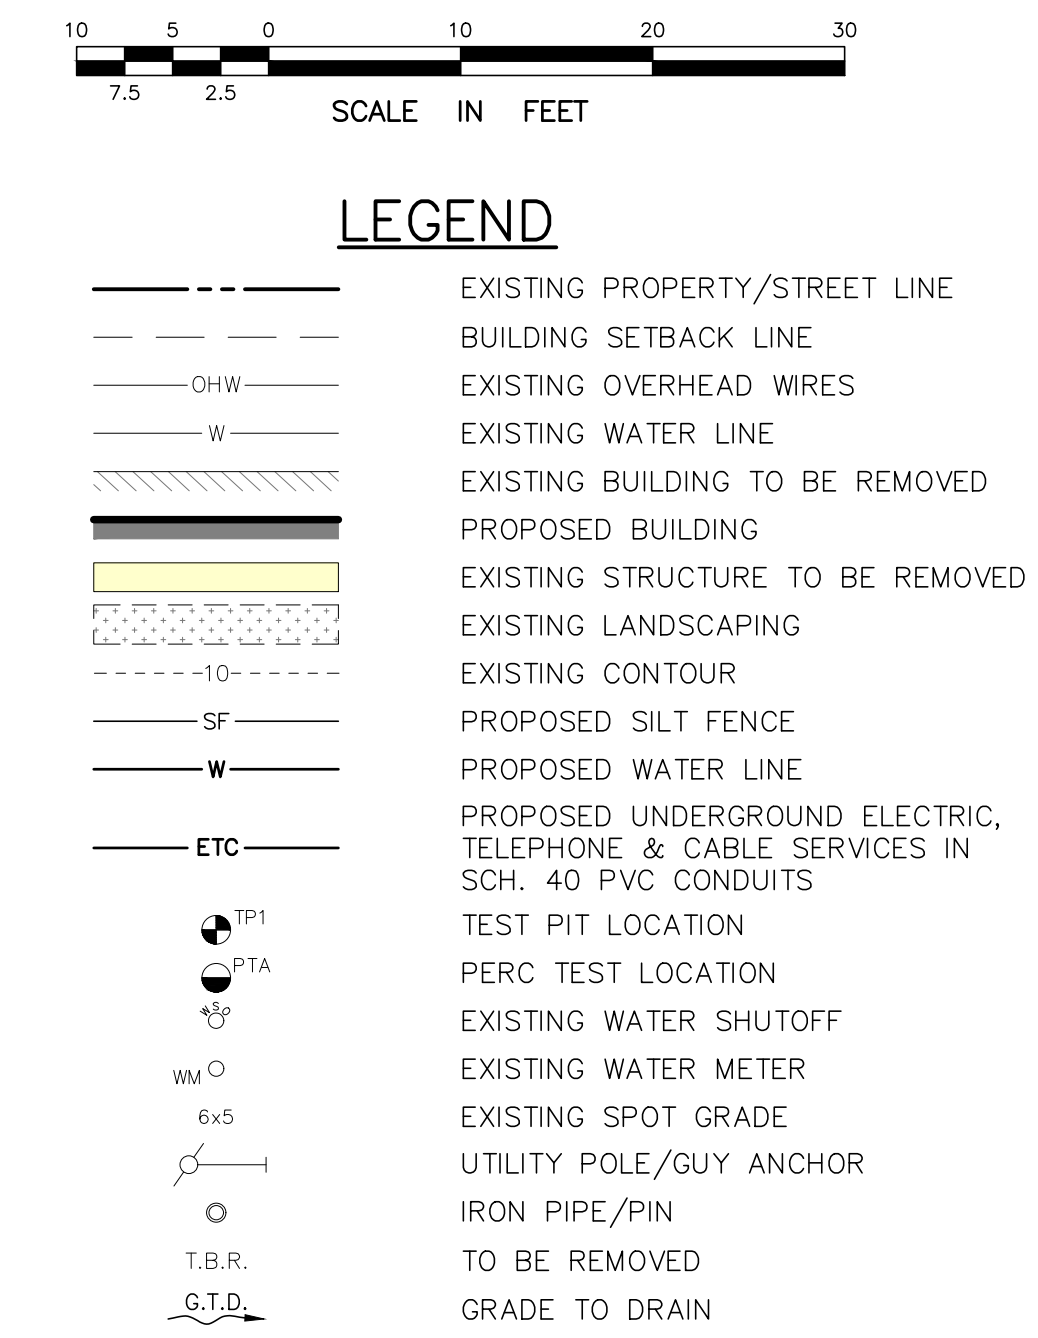 10 5 0 10 20 30
7.5 2.5
SCALE IN FEET
LEGEND
EXISTING PROPERTY/STREET LINE
BUILDING SETBACK LINE
OHW EXISTING OVERHEAD WIRES
W EXISTING WATER LINE
EXISTING BUILDING TO BE REMOVED
PROPOSED BUILDING
EXISTING STRUCTURE TO BE REMOVED
EXISTING LANDSCAPING
10 EXISTING CONTOUR
SF PROPOSED SILT FENCE
W PROPOSED WATER LINE
PROPOSED UNDERGROUND ELECTRIC,
ETC TELEPHONE & CABLE SERVICES IN
SCH. 40 PVC CONDUITS
TP1 TEST PIT LOCATION
PTA PERC TEST LOCATION
WSO EXISTING WATER SHUTOFF
WM EXISTING WATER METER
6x5 EXISTING SPOT GRADE
UTILITY POLE/GUY ANCHOR
IRON PIPE/PIN
T.B.R. TO BE REMOVED
G.T.D. GRADE TO DRAIN